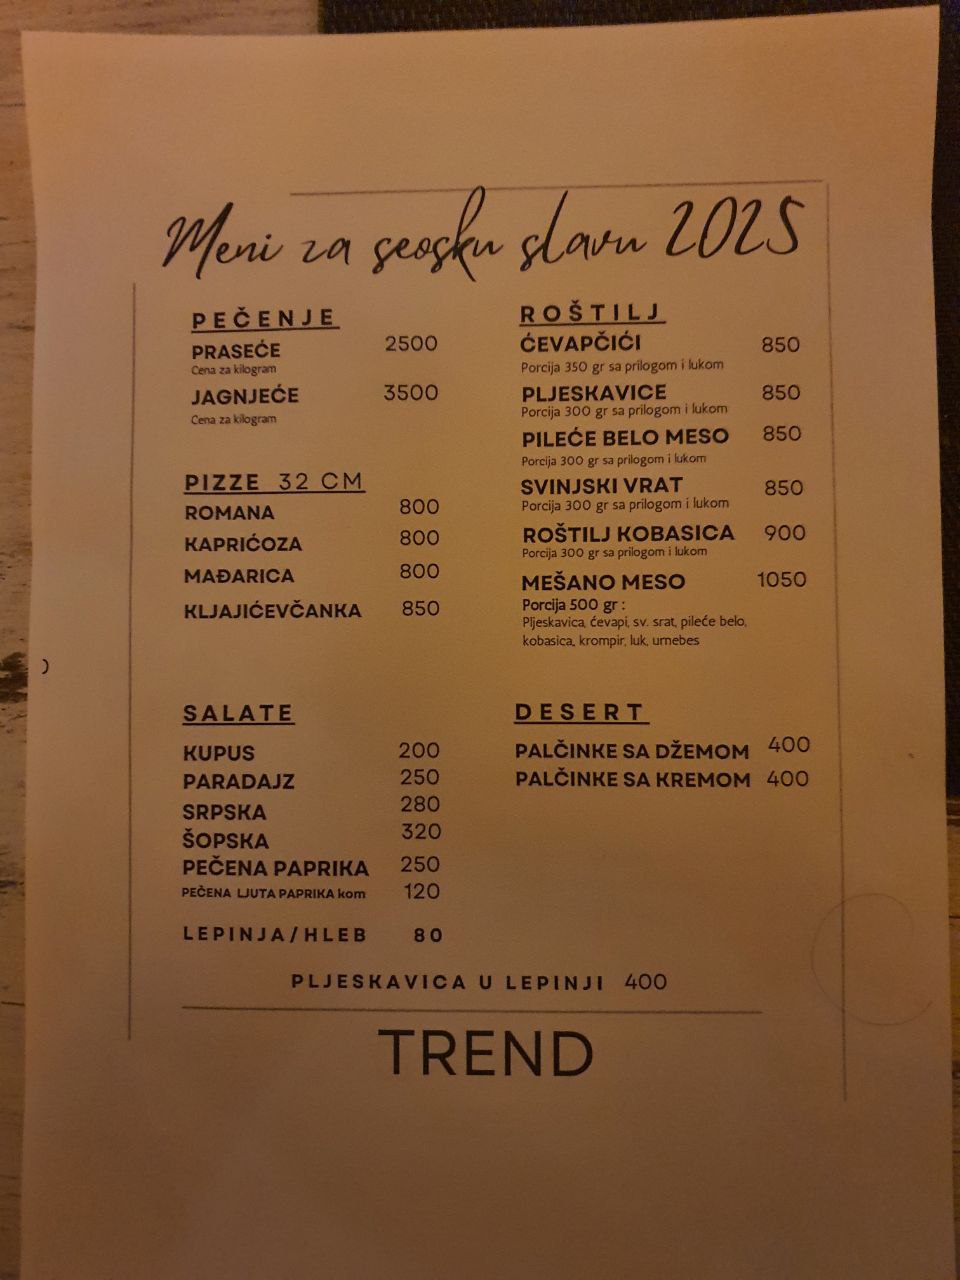 Meni za seosku slavu 2025
PEČENJE
PRASEĆE 2500
Cena za kilogram
JAGNJEĆE 3500
Cena za kilogram
PIZZE 32 CM
ROMANA 800
KAPRIĆOZA 800
MAĐARICA 800
KLJAJIĆEVČANKA 850
SALATE
KUPUS 200
PARADAJZ 250
SRPSKA 280
ŠOPSKA 320
PEČENA PAPRIKA 250
PEČENA LJUTA PAPRIKA kom 120
LEPINJA/HLEB 80
ROŠTILJ
ĆEVAPČIĆI 850
Porcija 350 gr sa prilogom i lukom
PLJESKAVICE 850
Porcija 300 gr sa prilogom i lukom
PILEĆE BELO MESO 850
Porcija 300 gr sa prilogom i lukom
SVINJSKI VRAT 850
Porcija 300 gr sa prilogom i lukom
ROŠTILJ KOBASICA 900
Porcija 300 gr sa prilogom i lukom
MEŠANO MESO 1050
Porcija 500 gr :
Pljeskavica, ćevapi, sv. srat, pileće belo,
kobasica, krompir, luk, urnebes
DESERT
PALČINKE SA DŽEMOM 400
PALČINKE SA KREMOM 400
PLJESKAVICA U LEPINJI 400
TREND